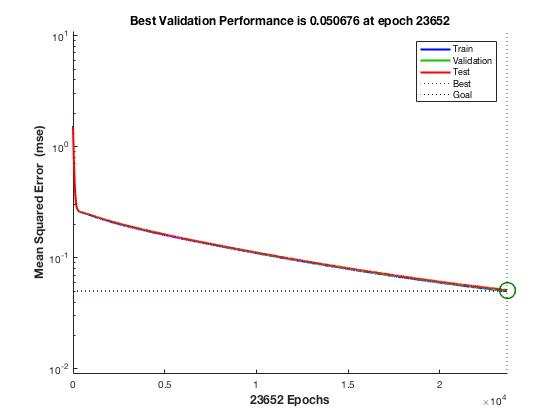 Best Validation Performance is 0.050676 at epoch 23652
10^1
10^0
10^-1
10^-2
Mean Squared Error (mse)
Train
Validation
Test
Best
Goal
0 0.5 1 1.5 2
×10^4
23652 Epochs